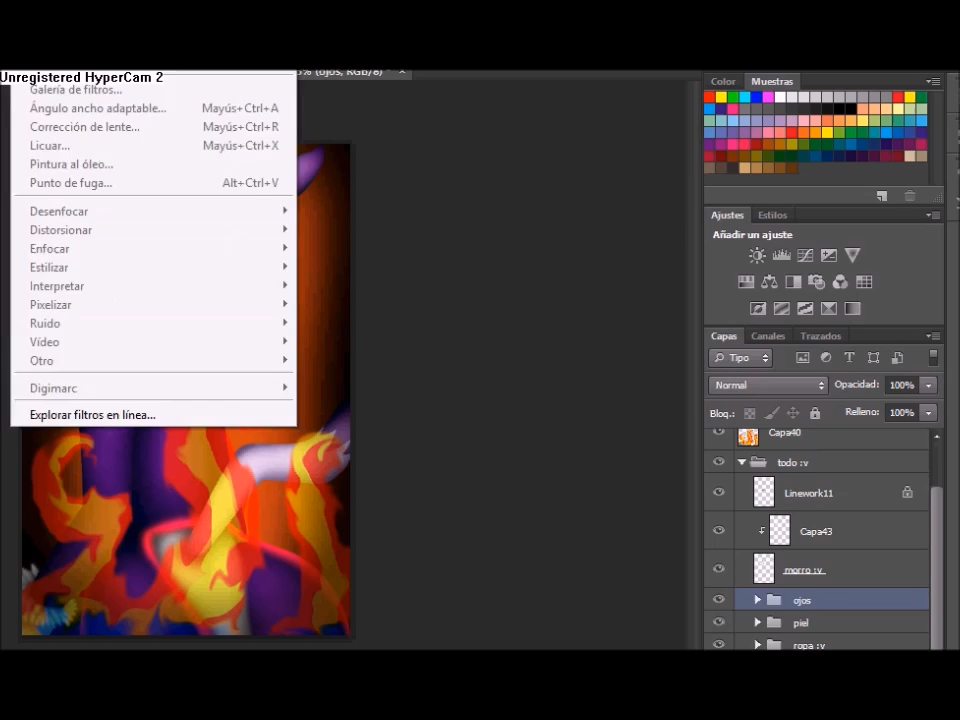 Unregistered HyperCam 2
% (ojos, RGB/8) * ×
Galería de filtros...
Ángulo ancho adaptable... Mayús+Ctrl+A
Corrección de lente... Mayús+Ctrl+R
Licuar... Mayús+Ctrl+X
Pintura al óleo...
Punto de fuga... Alt+Ctrl+V
Desenfocar
Distorsionar
Enfocar
Estilizar
Interpretar
Pixelizar
Ruido
Vídeo
Otro
Digimarc
Explorar filtros en línea...
Color Muestras
Ajustes Estilos
Añadir un ajuste
Capas Canales Trazados
Tipo
Normal Opacidad: 100%
Bloq.: Relleno: 100%
Capa40
todo :v
Linework11
Capa43
morro :v
ojos
piel
ropa :v